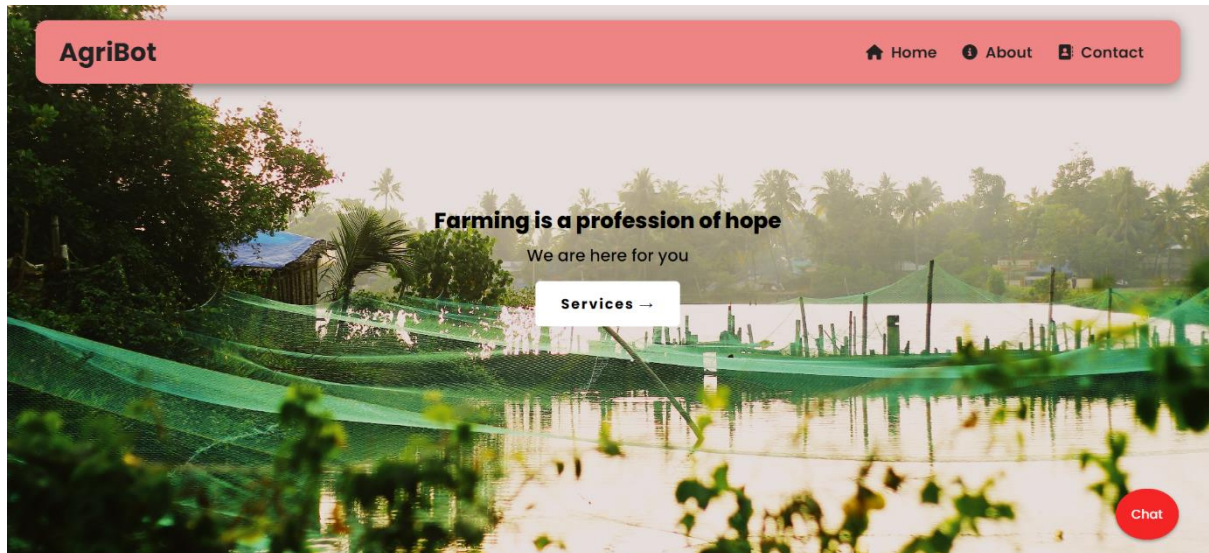 AgriBot
Home About Contact
Farming is a profession of hope
We are here for you
Services →
Chat